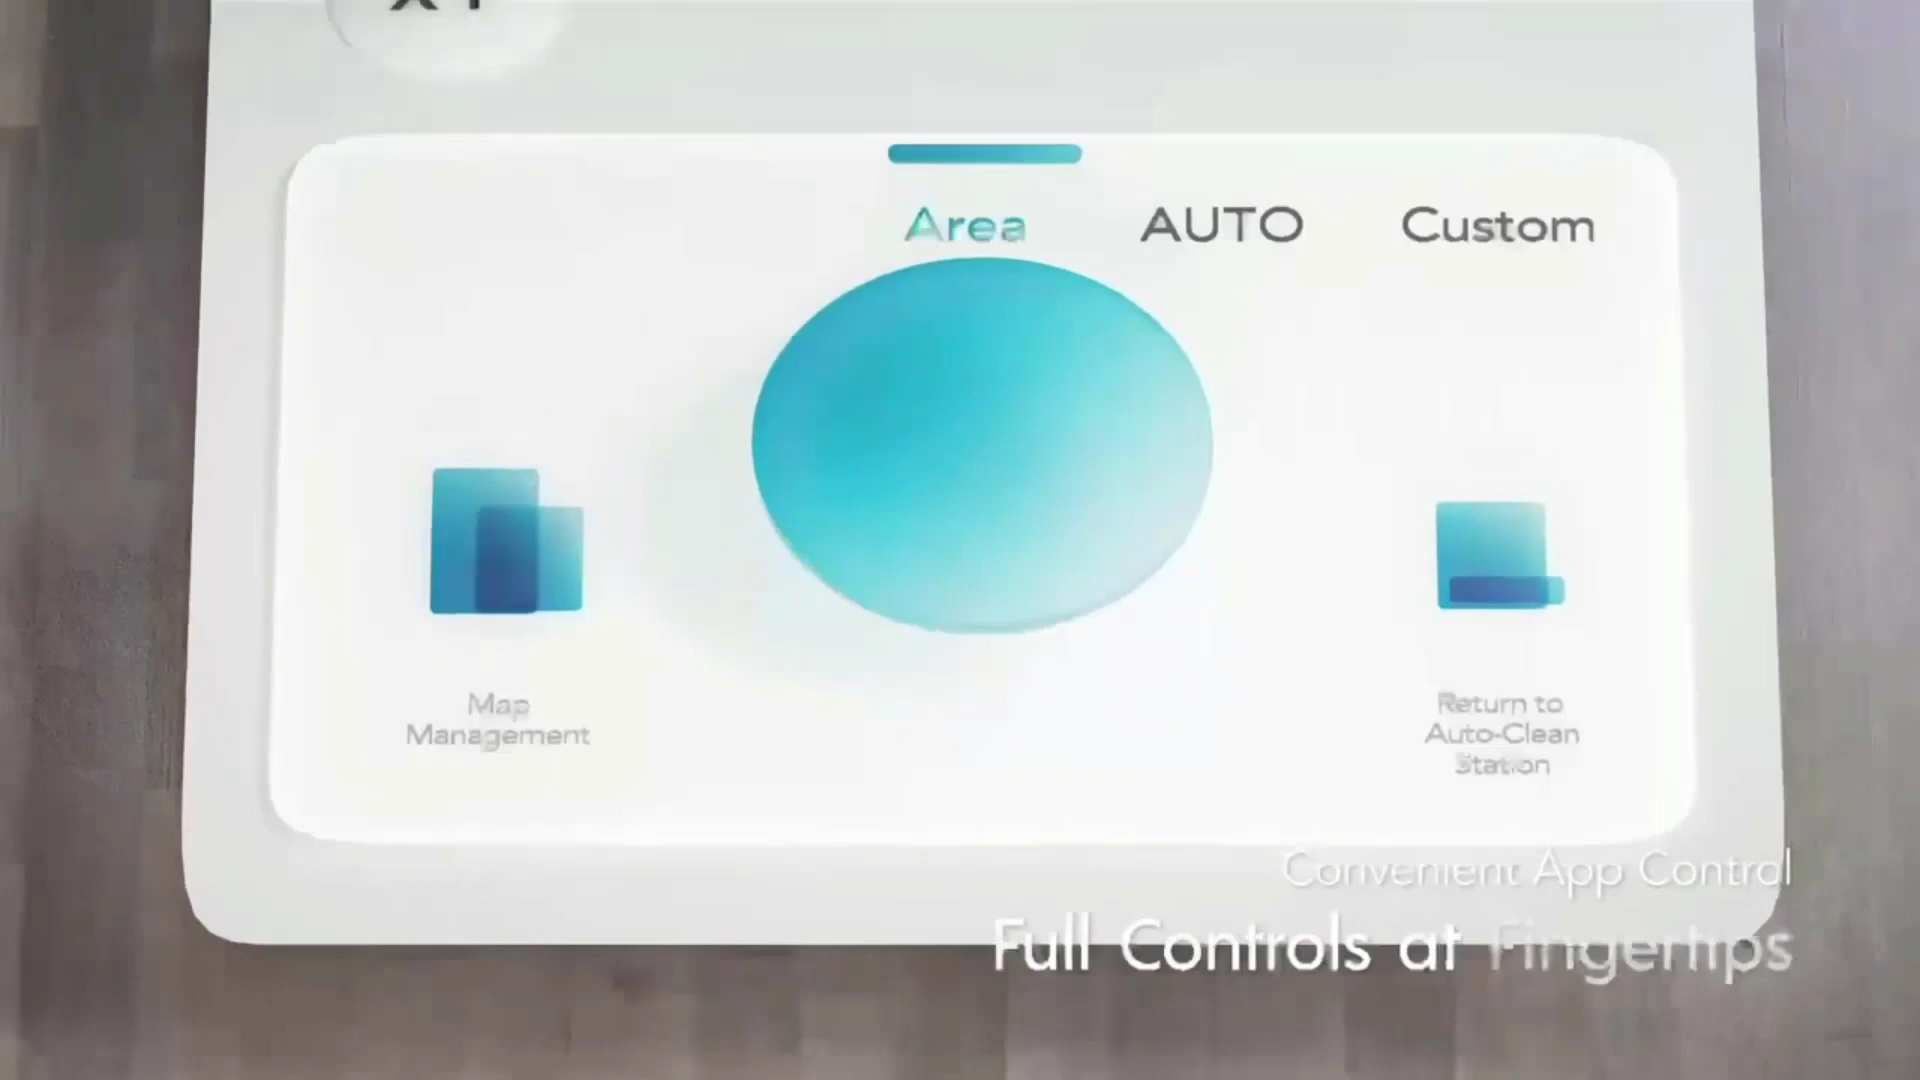 Area AUTO Custom
Map
Management
Return to
Auto-Clean
Station
Convenient App Control
Full Controls at Fingertips